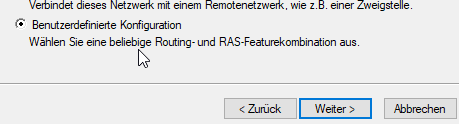 Verbindet dieses Netzwerk mit einem Remotenetzwerk, wie z.B. einer Zweigstelle.
Benutzerdefinierte Konfiguration
Wählen Sie eine beliebige Routing- und RAS-Featurekombination aus.
< Zurück Weiter > Abbrechen